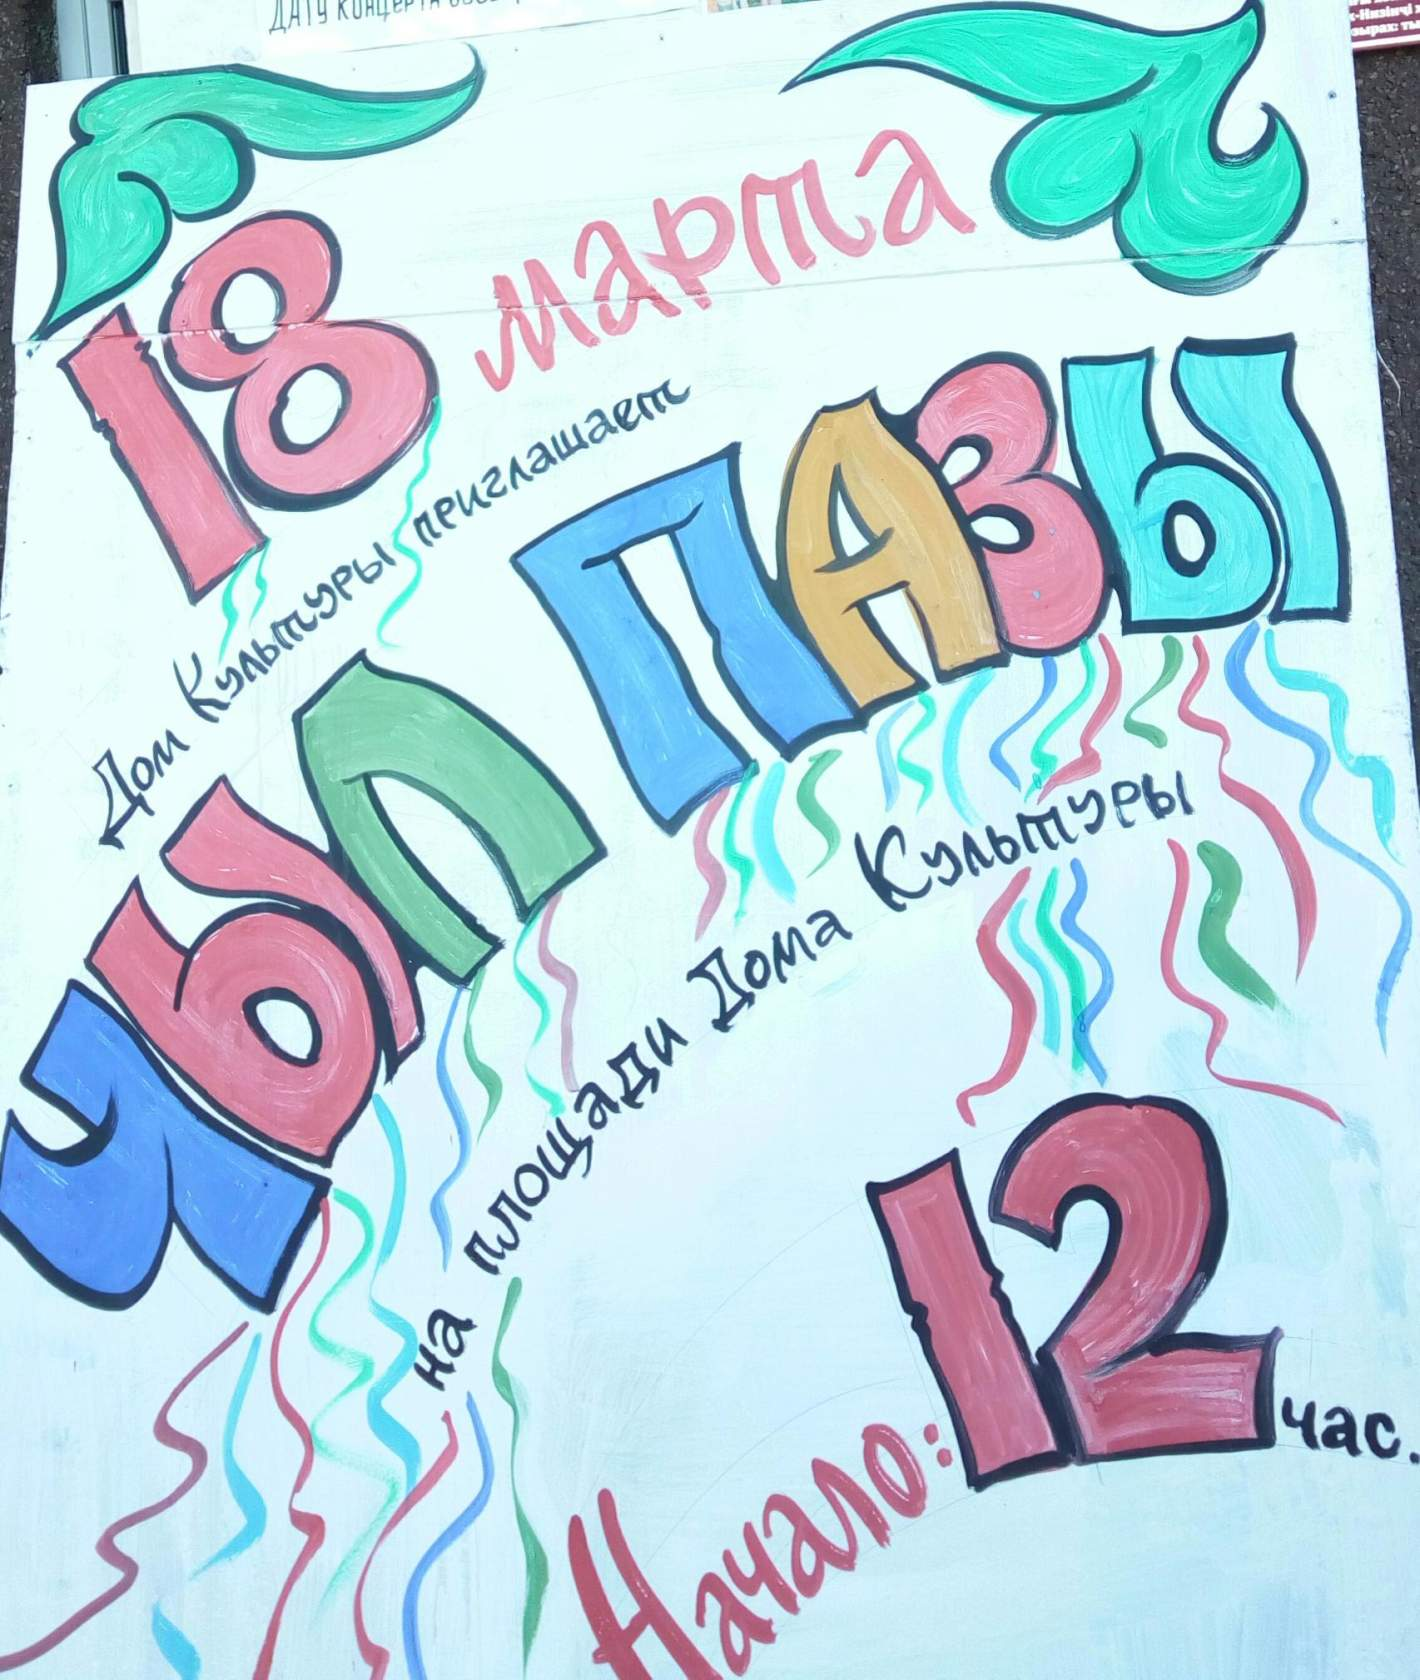 ДАТУ КОНЦЕРТА
18 марта
Дом Культуры приглашает
ЧЫЛ ПАЗЫ
на площади Дома Культуры
Начало: 12 час.